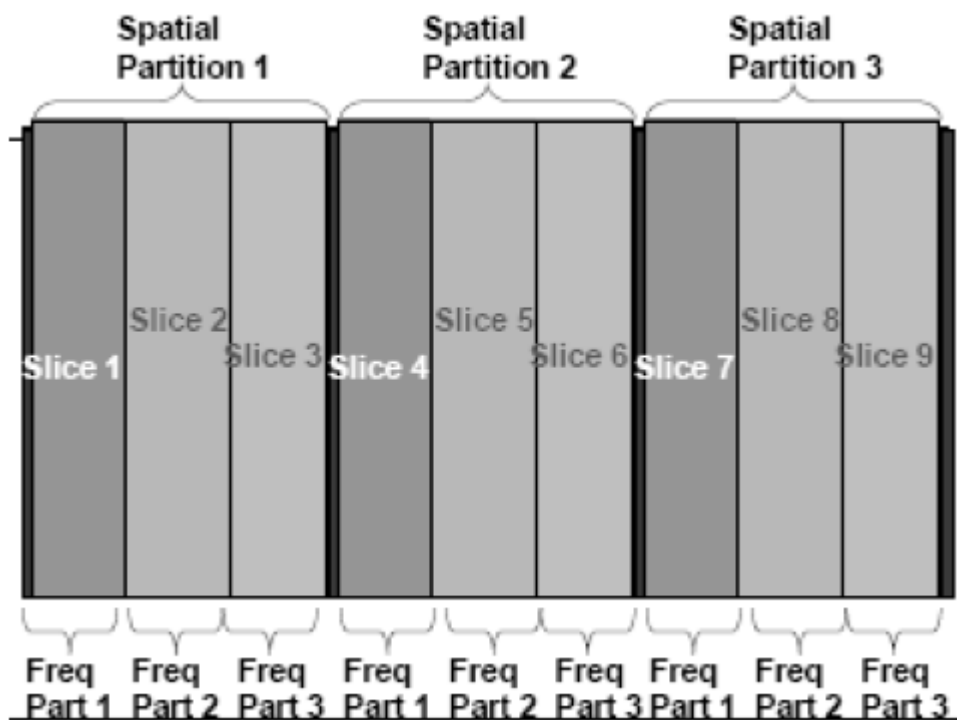 Spatial
Partition 1
Spatial
Partition 2
Spatial
Partition 3
Slice 1
Slice 2
Slice 3
Slice 4
Slice 5
Slice 6
Slice 7
Slice 8
Slice 9
Freq
Part 1
Freq
Part 2
Freq
Part 3
Freq
Part 1
Freq
Part 2
Freq
Part 3
Freq
Part 1
Freq
Part 2
Freq
Part 3